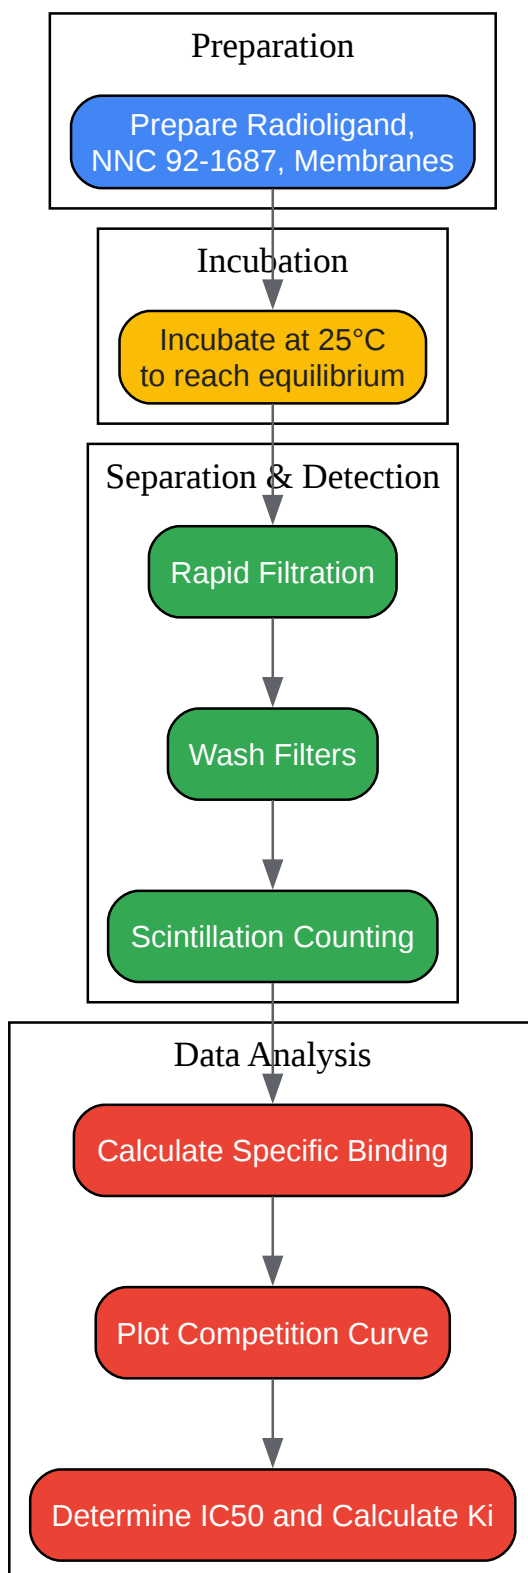 Preparation
Prepare Radioligand,
NNC 92-1687, Membranes
Incubation
Incubate at 25°C
to reach equilibrium
Separation & Detection
Rapid Filtration
Wash Filters
Scintillation Counting
Data Analysis
Calculate Specific Binding
Plot Competition Curve
Determine IC50 and Calculate Ki